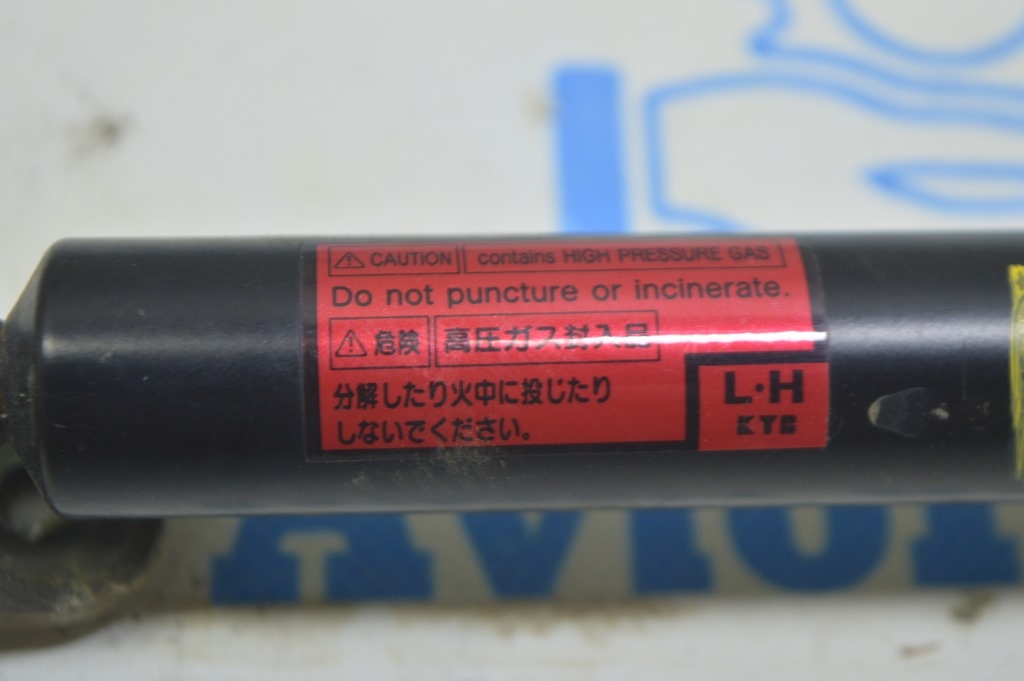 ⚠ CAUTION contains HIGH PRESSURE GAS
Do not puncture or incinerate.
⚠ 危険 高圧ガス封入品
分解したり火中に投じたり
しないでください。
L·H
KYB